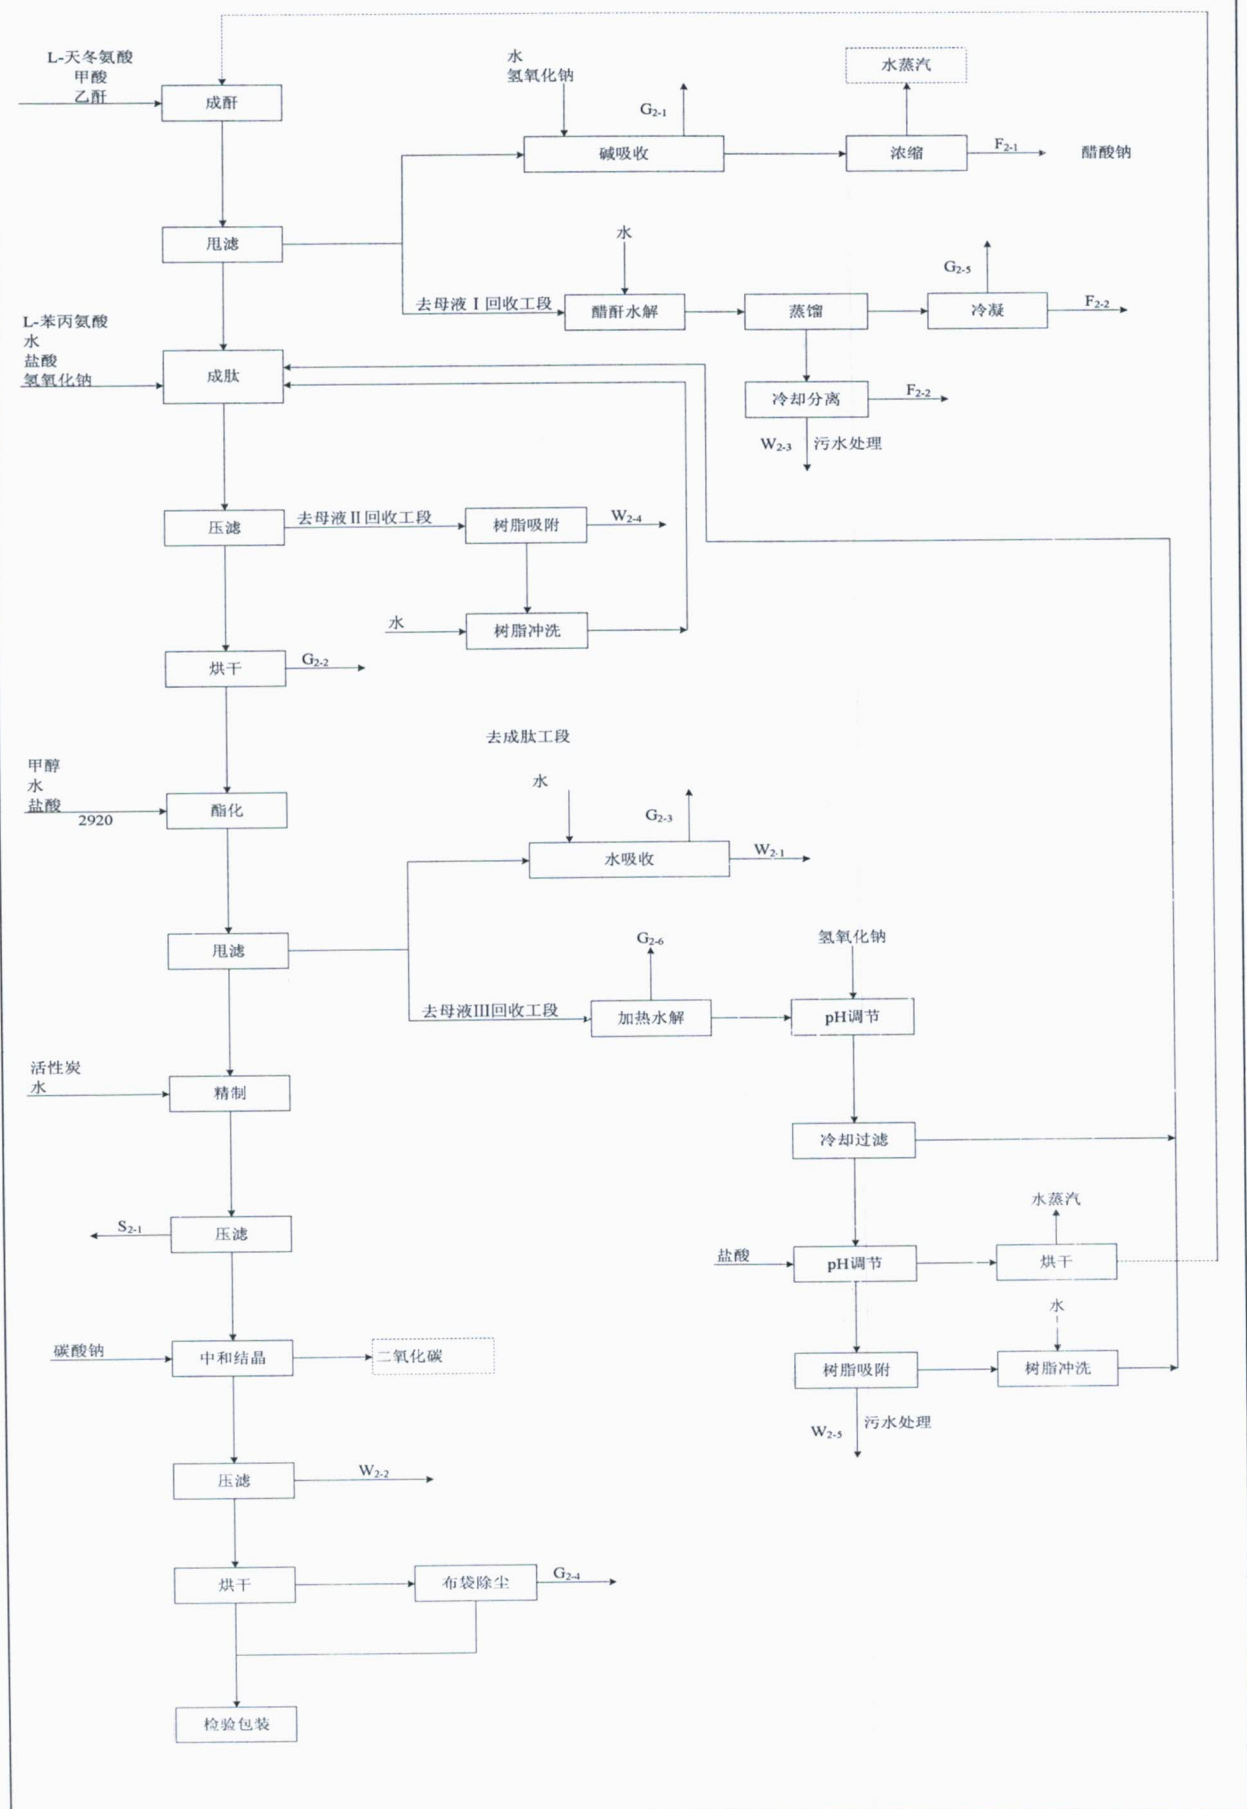 L-天冬氨酸
甲酸
乙酐
成酐
水
氢氧化钠
G2-1
碱吸收
水蒸汽
浓缩
F2-1
醋酸钠
甩滤
水
去母液Ⅰ回收工段
醋酐水解
蒸馏
G2-5
冷凝
F2-2
L-苯丙氨酸
水
盐酸
氢氧化钠
成肽
冷却分离
F2-2
W2-3
污水处理
压滤
去母液Ⅱ回收工段
树脂吸附
W2-4
水
树脂冲洗
烘干
G2-2
去成肽工段
甲醇
水
盐酸
2920
酯化
水
G2-3
水吸收
W2-1
甩滤
G2-6
氢氧化钠
去母液Ⅲ回收工段
加热水解
pH调节
活性炭
水
精制
冷却过滤
S2-1
压滤
水蒸汽
盐酸
pH调节
烘干
水
碳酸钠
中和结晶
二氧化碳
树脂吸附
树脂冲洗
W2-5
污水处理
压滤
W2-2
烘干
布袋除尘
G2-4
检验包装